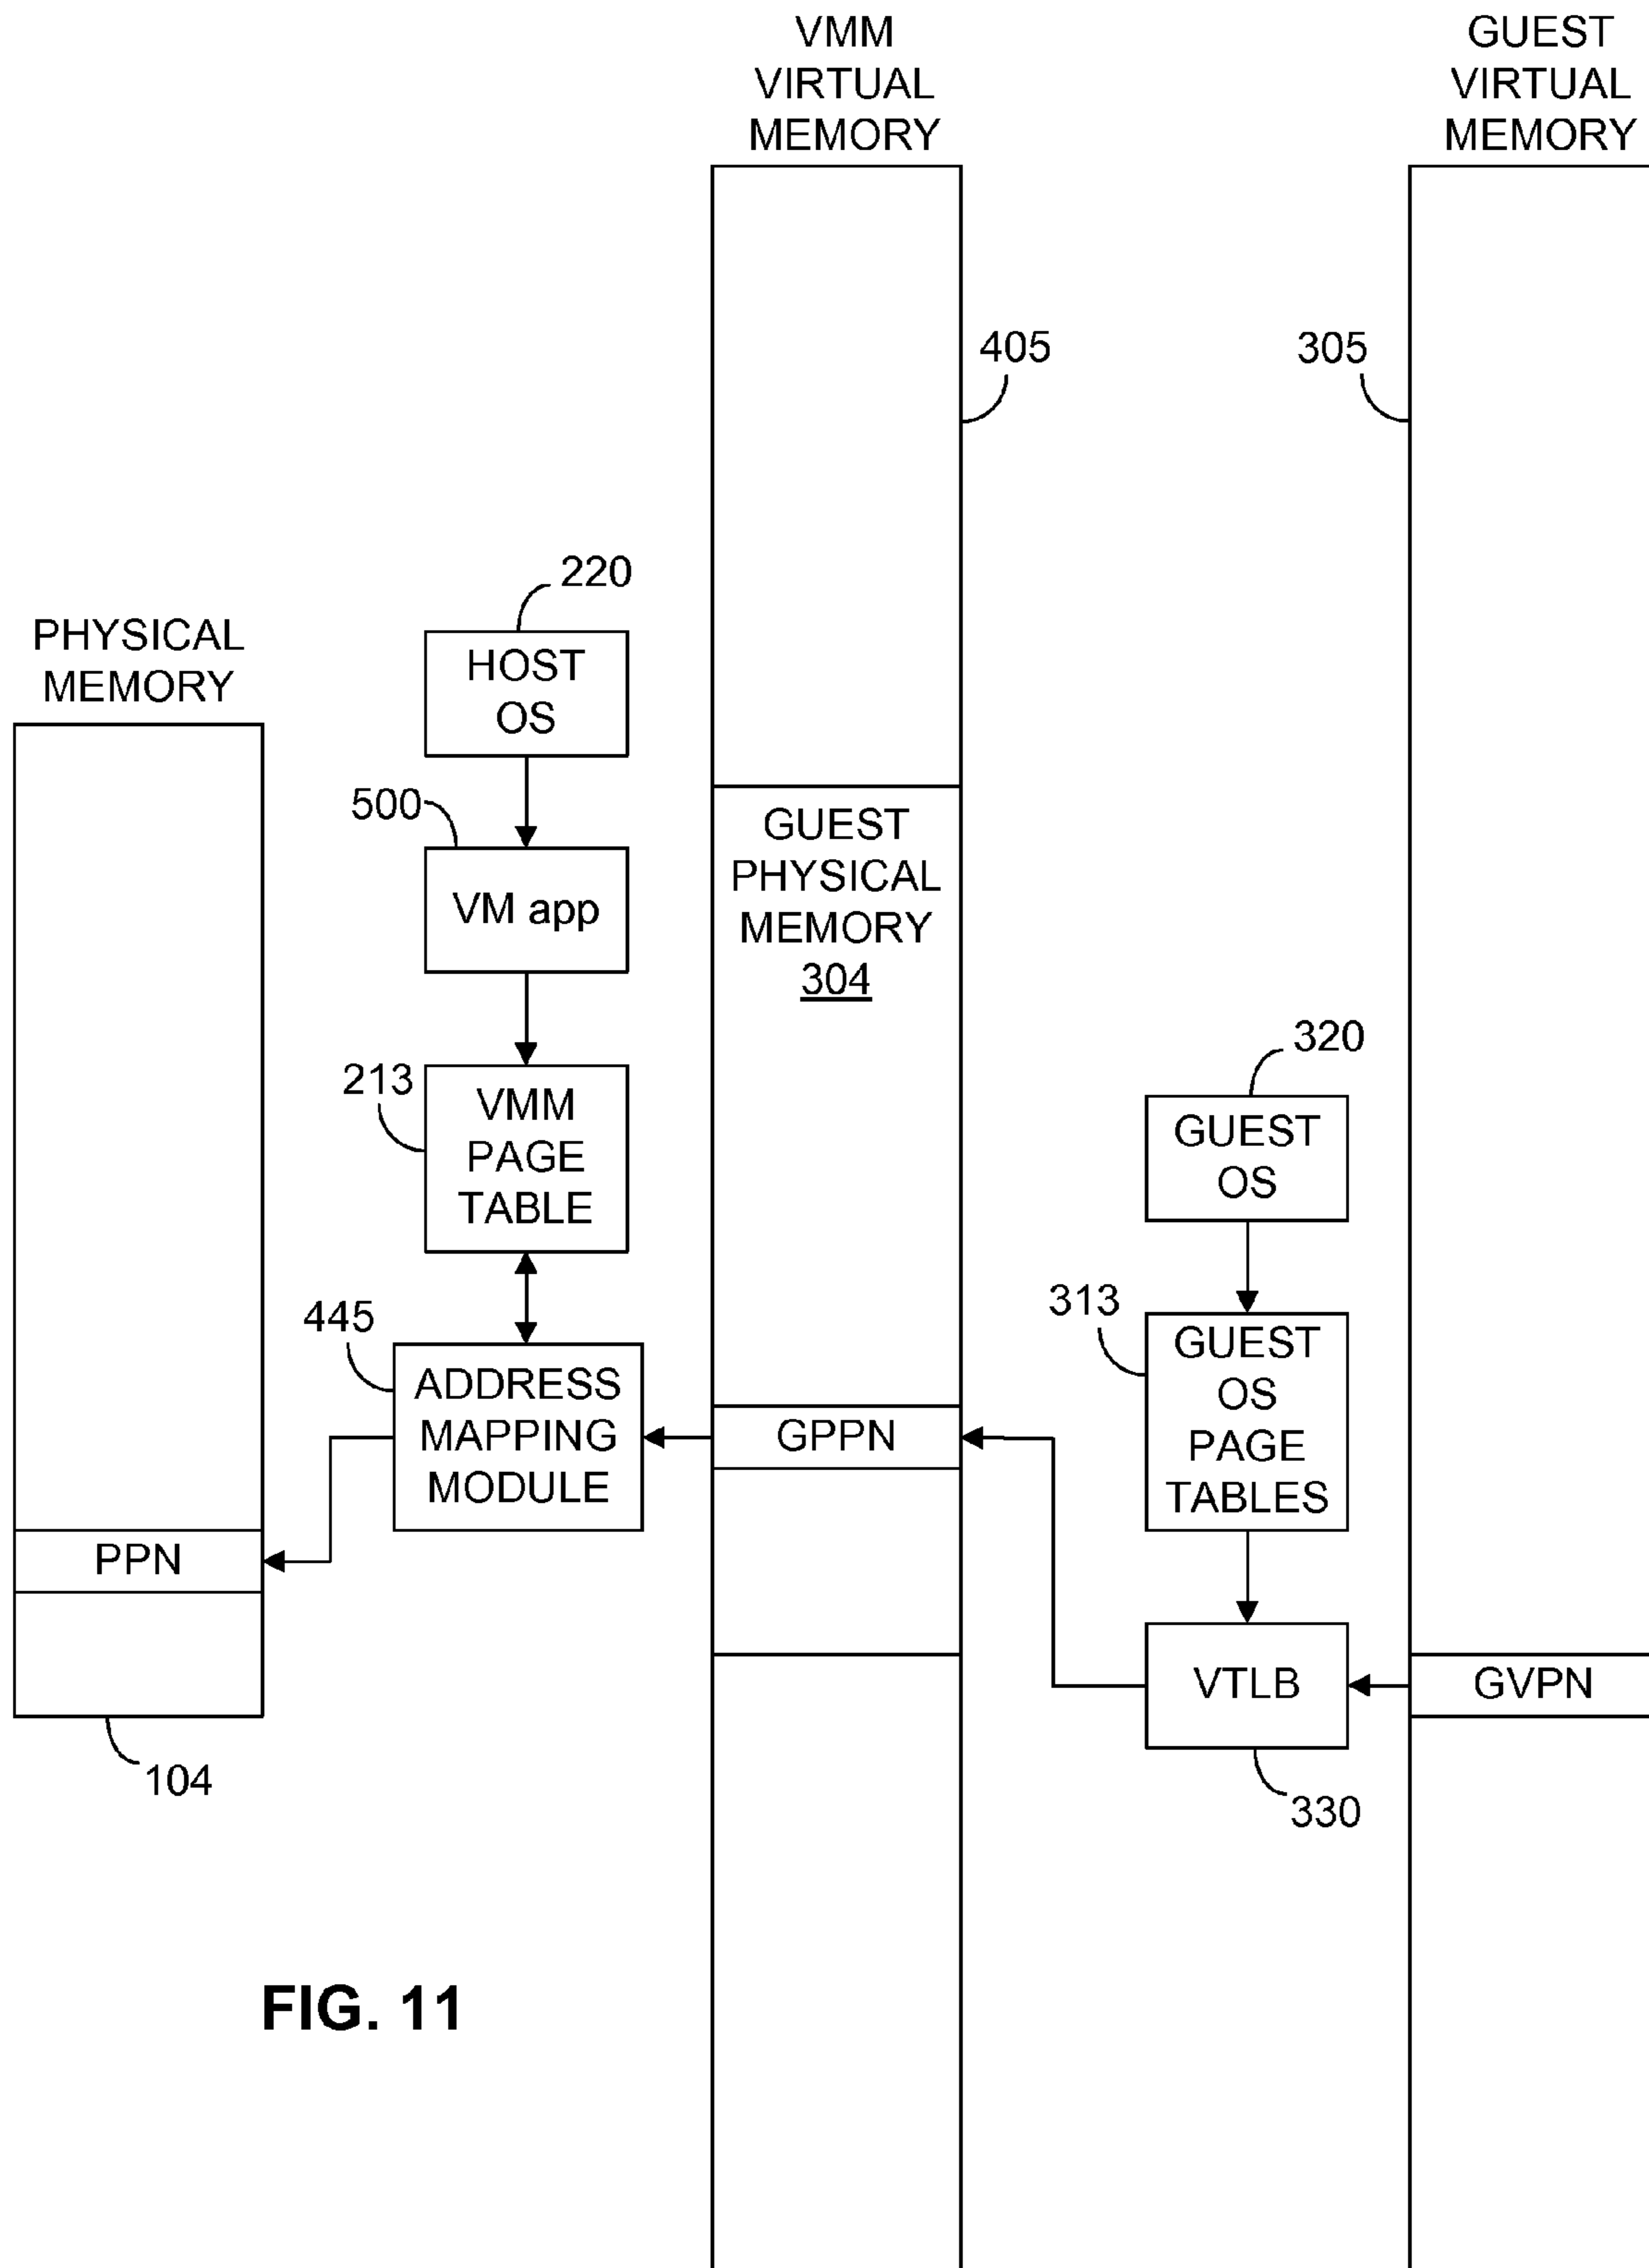 VMM
VIRTUAL
MEMORY
GUEST
VIRTUAL
MEMORY
405
305
220
HOST
OS
PHYSICAL
MEMORY
500
VM app
GUEST
PHYSICAL
MEMORY
304
213
VMM
PAGE
TABLE
320
GUEST
OS
445
ADDRESS
MAPPING
MODULE
GPPN
313
GUEST
OS
PAGE
TABLES
PPN
104
VTLB
GVPN
330
FIG. 11